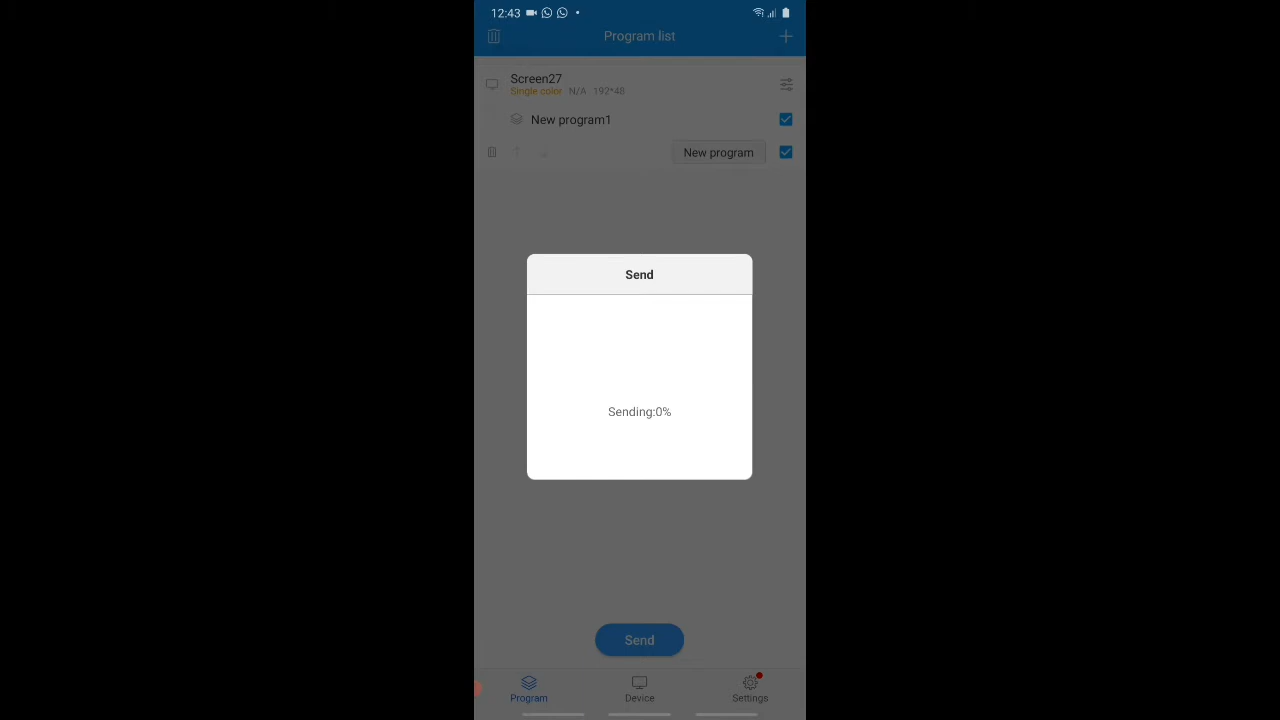 12:43
Program list
Screen27
Single color N/A 192*48
New program1
New program
Send
Sending:0%
Send
Program Device Settings